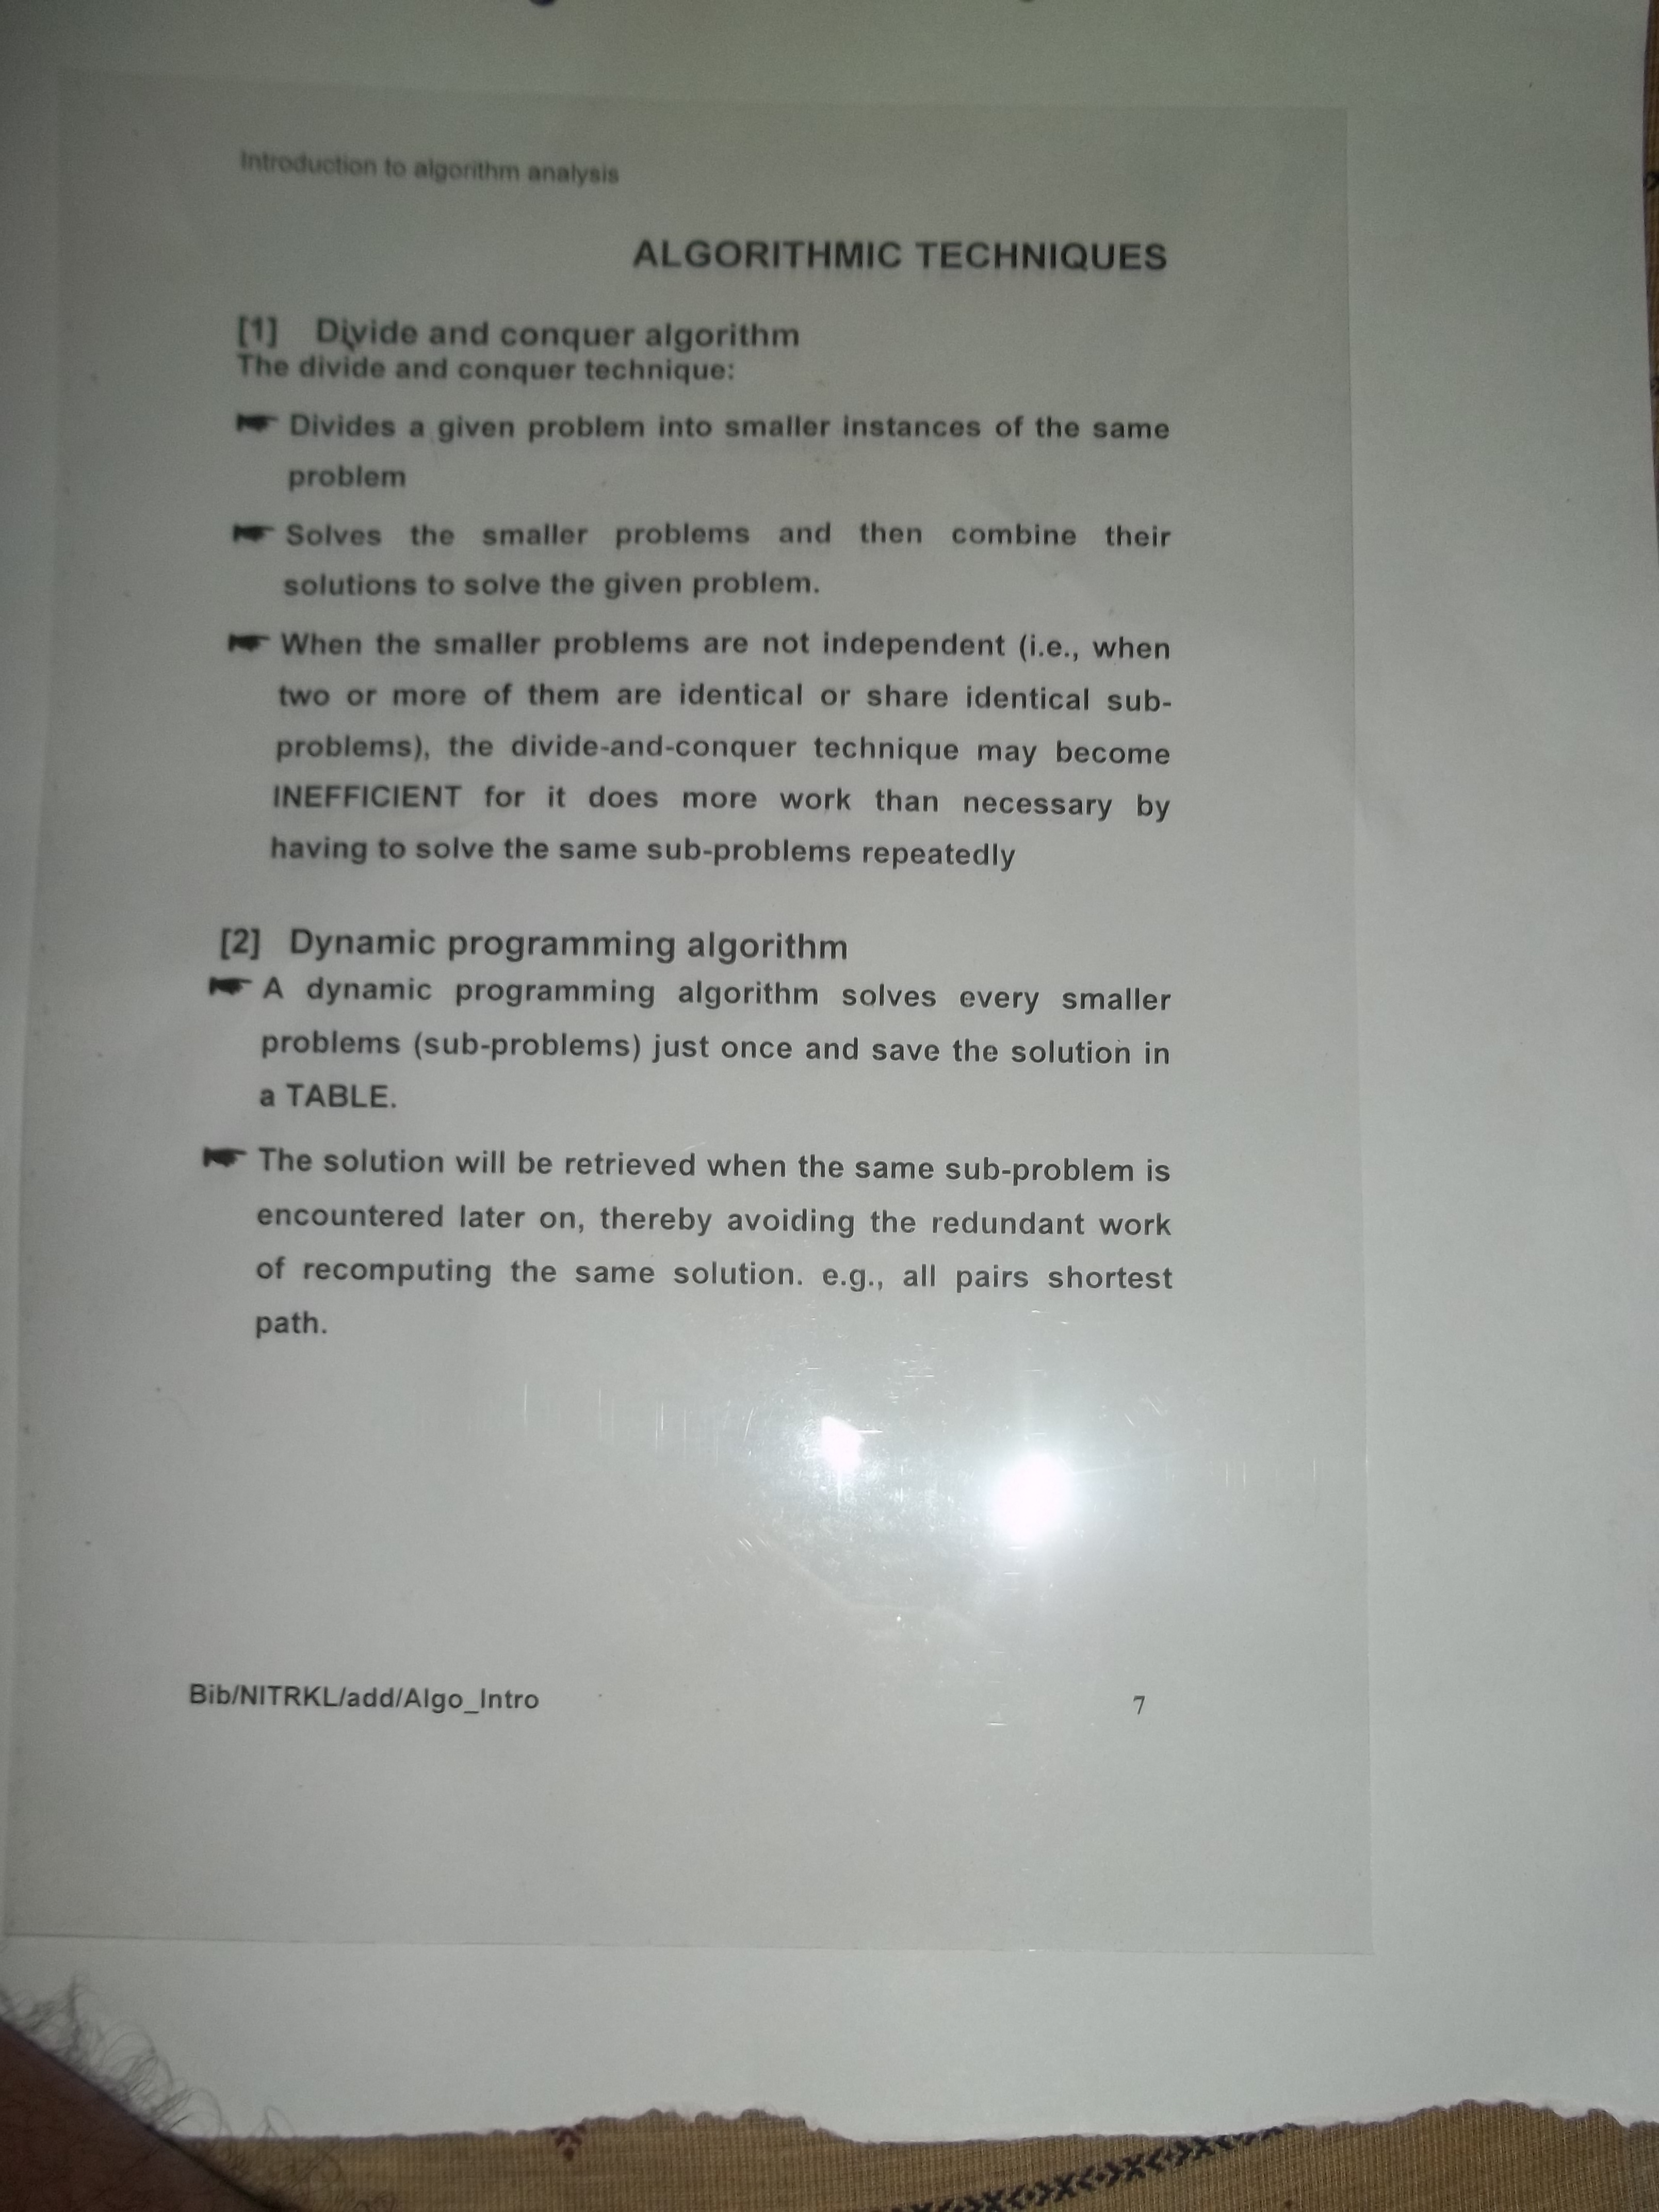 Introduction to algorithm analysis
ALGORITHMIC TECHNIQUES
[1] Divide and conquer algorithm
The divide and conquer technique:
Divides a given problem into smaller instances of the same
problem
Solves the smaller problems and then combine their
solutions to solve the given problem.
When the smaller problems are not independent (i.e., when
two or more of them are identical or share identical sub-
problems), the divide-and-conquer technique may become
INEFFICIENT for it does more work than necessary by
having to solve the same sub-problems repeatedly
[2] Dynamic programming algorithm
A dynamic programming algorithm solves every smaller
problems (sub-problems) just once and save the solution in
a TABLE.
The solution will be retrieved when the same sub-problem is
encountered later on, thereby avoiding the redundant work
of recomputing the same solution. e.g., all pairs shortest
path.
Bib/NITRKL/add/Algo_Intro 7